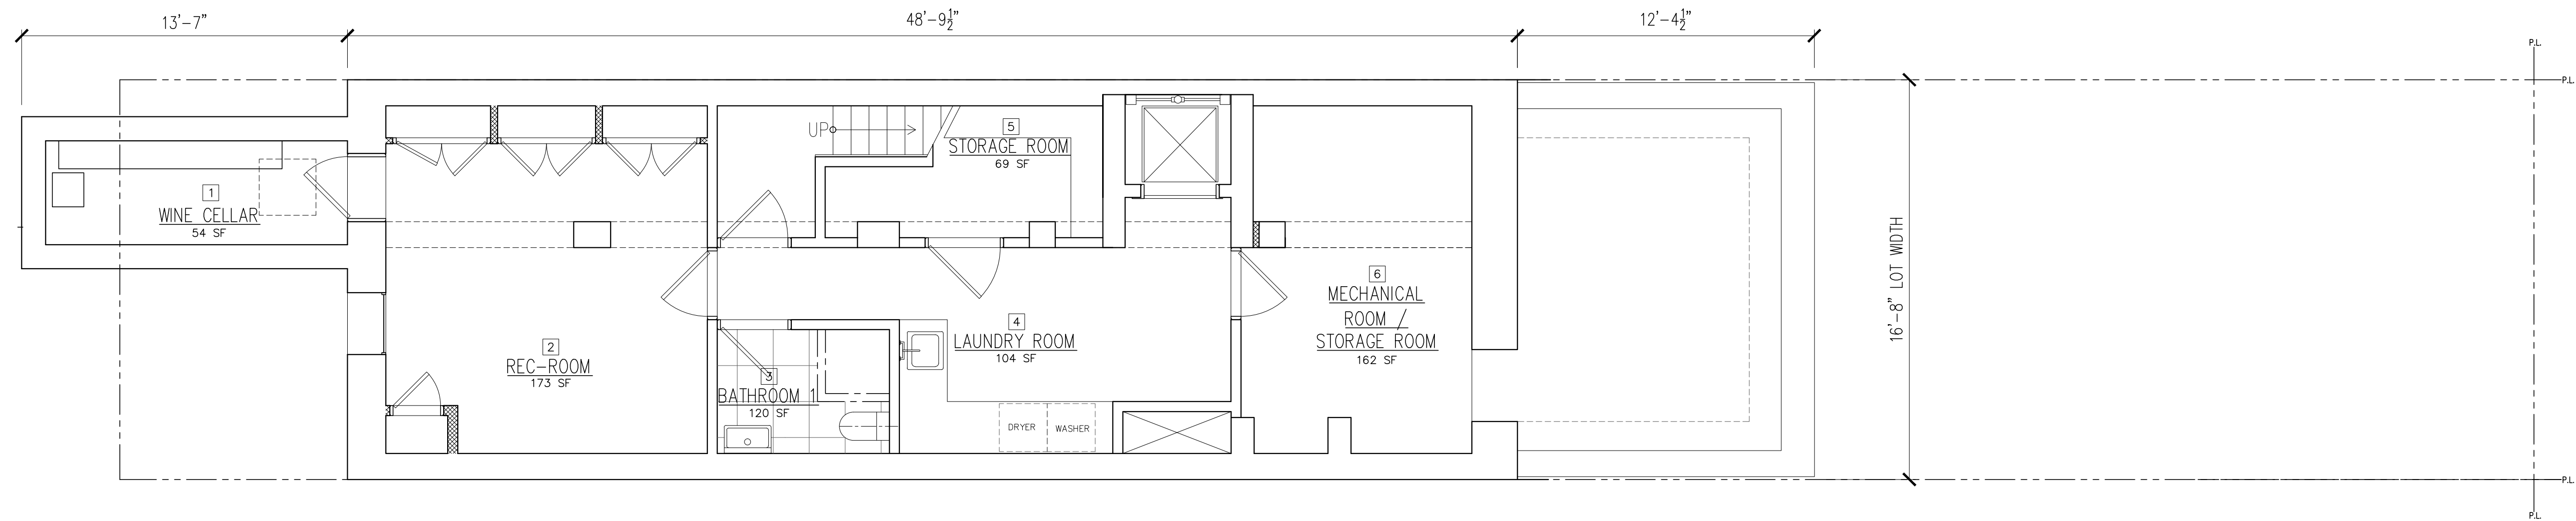 13'-7"
48'-9½"
12'-4½"
P.L.
P.L.
UP
5
STORAGE ROOM
69 SF
1
WINE CELLAR
54 SF
16'-8" LOT WIDTH
6
MECHANICAL
ROOM /
STORAGE ROOM
162 SF
4
LAUNDRY ROOM
104 SF
2
REC-ROOM
173 SF
3
BATHROOM 1
120 SF
DRYER
WASHER
P.L.
P.L.